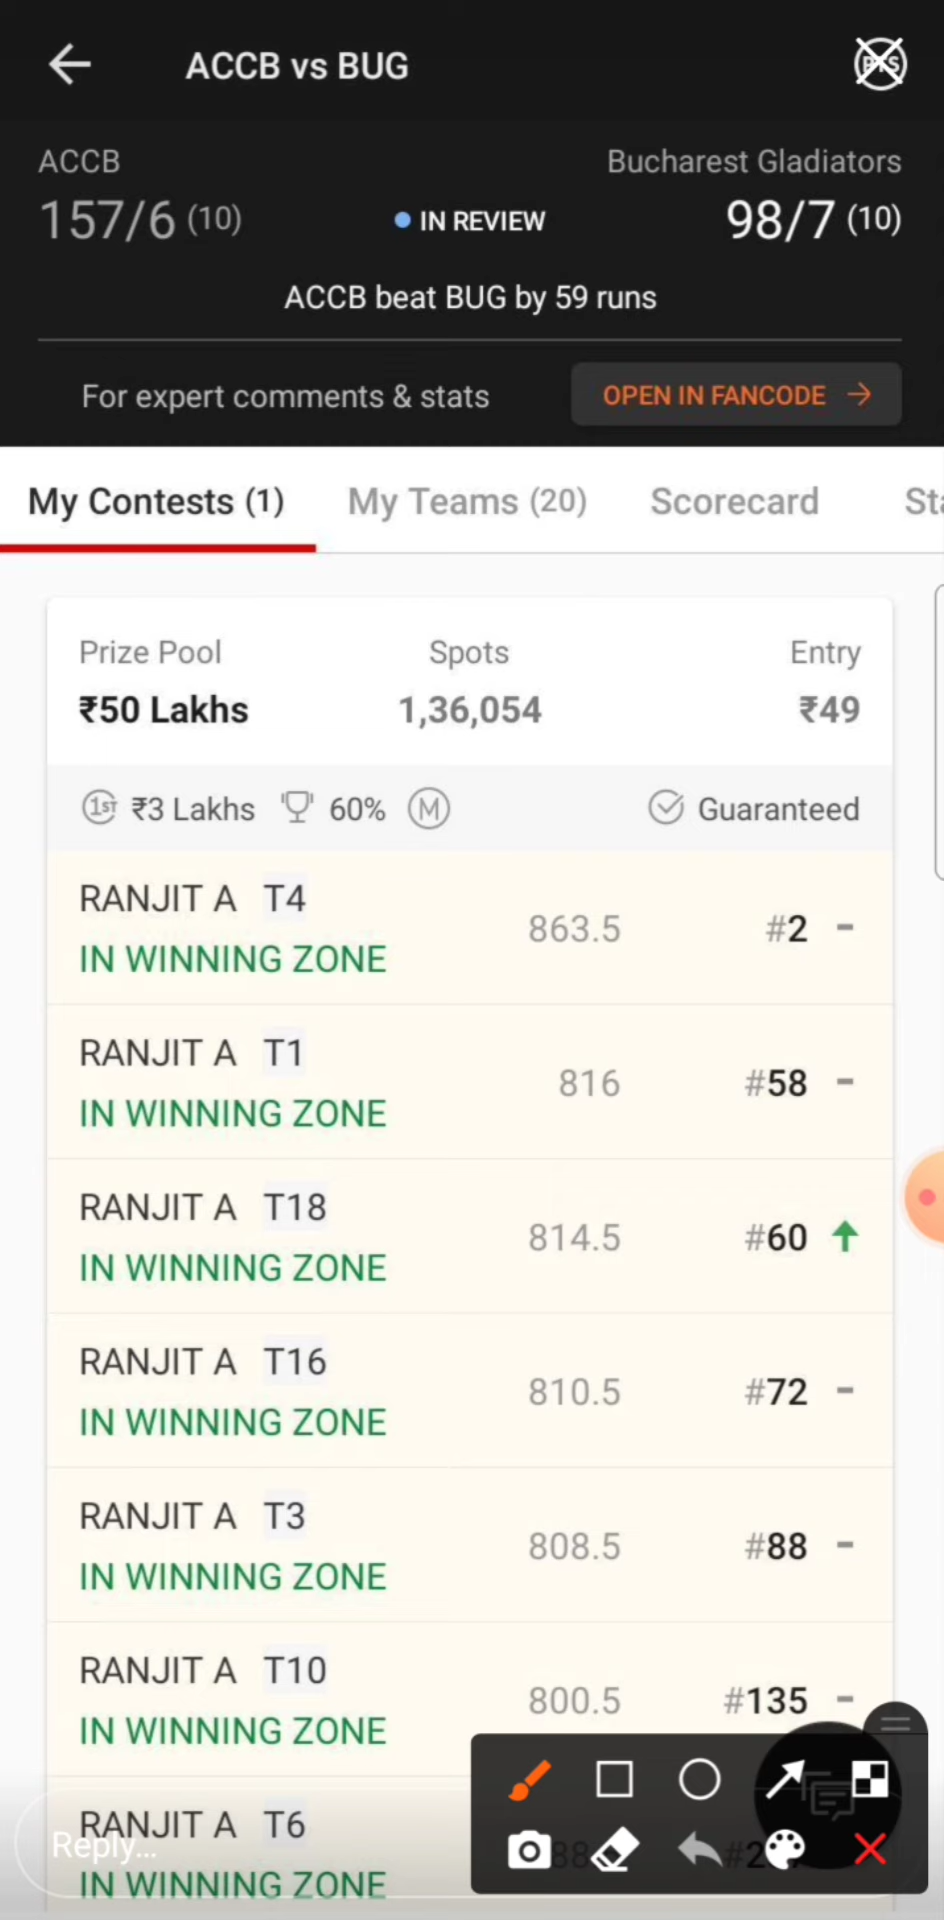 ACCB vs BUG
PTS
ACCB
Bucharest Gladiators
157/6 (10)
IN REVIEW
98/7 (10)
ACCB beat BUG by 59 runs
For expert comments & stats
OPEN IN FANCODE
My Contests (1)
My Teams (20)
Scorecard
St
Prize Pool
Spots
Entry
₹50 Lakhs
1,36,054
₹49
1ST ₹3 Lakhs
60%
M
Guaranteed
RANJIT A T4
863.5
#2 -
IN WINNING ZONE
RANJIT A T1
816
#58 -
IN WINNING ZONE
RANJIT A T18
814.5
#60
IN WINNING ZONE
RANJIT A T16
810.5
#72 -
IN WINNING ZONE
RANJIT A T3
808.5
#88 -
IN WINNING ZONE
RANJIT A T10
800.5
#135 -
IN WINNING ZONE
RANJIT A T6
Reply...
IN WINNING ZONE